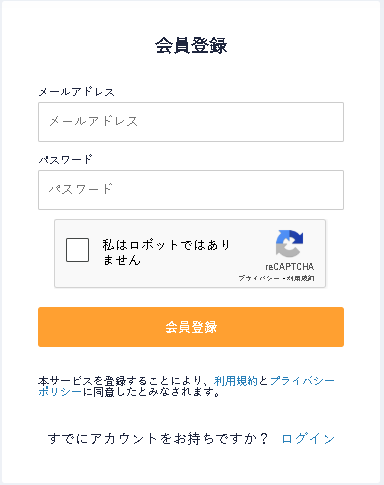 会員登録
メールアドレス
メールアドレス
パスワード
パスワード
私はロボットではあり
ません
reCAPTCHA
プライバシー - 利用規約
会員登録
本サービスを登録することにより、利用規約とプライバシー
ポリシーに同意したとみなされます。
すでにアカウントをお持ちですか？ ログイン